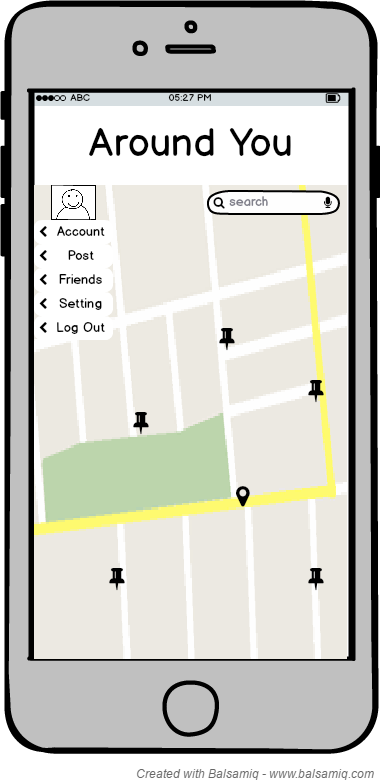 ABC 05:27 PM
Around You
search
Account
Post
Friends
Setting
Log Out
Created with Balsamiq - www.balsamiq.com